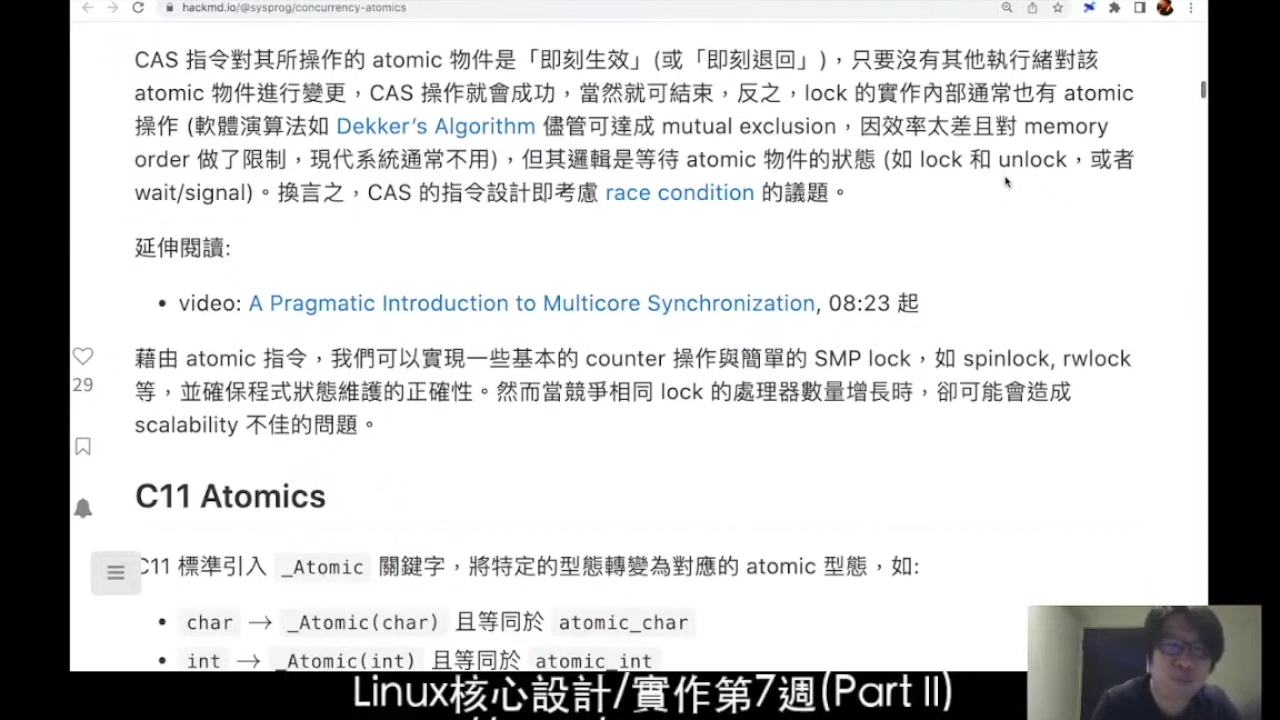 hackmd.io/@sysprog/concurrency-atomics
CAS 指令對其所操作的 atomic 物件是「即刻生效」(或「即刻退回」)，只要沒有其他執行緒對該
atomic 物件進行變更，CAS 操作就會成功，當然就可結束，反之，lock 的實作內部通常也有 atomic
操作 (軟體演算法如 Dekker's Algorithm 儘管可達成 mutual exclusion，因效率太差且對 memory
order 做了限制，現代系統通常不用)，但其邏輯是等待 atomic 物件的狀態 (如 lock 和 unlock，或者
wait/signal)。換言之，CAS 的指令設計即考慮 race condition 的議題。
延伸閱讀:
• video: A Pragmatic Introduction to Multicore Synchronization, 08:23 起
藉由 atomic 指令，我們可以實現一些基本的 counter 操作與簡單的 SMP lock，如 spinlock, rwlock
29
等，並確保程式狀態維護的正確性。然而當競爭相同 lock 的處理器數量增長時，卻可能會造成
scalability 不佳的問題。
C11 Atomics
C11 標準引入 _Atomic 關鍵字，將特定的型態轉變為對應的 atomic 型態，如:
• char → _Atomic(char) 且等同於 atomic_char
• int → _Atomic(int) 且等同於 atomic_int
Linux核心設計/實作第7週(Part II)